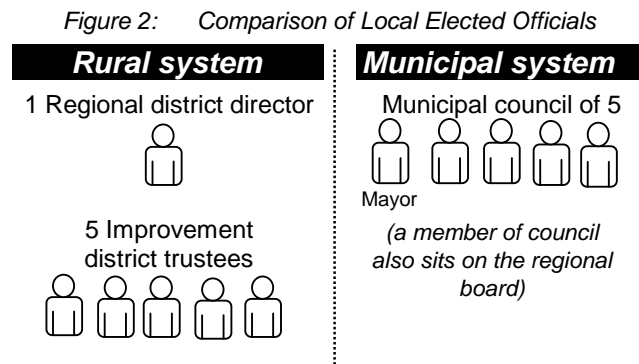 Figure 2: Comparison of Local Elected Officials
Rural system
1 Regional district director
5 Improvement
district trustees
Municipal system
Municipal council of 5
Mayor
(a member of council
also sits on the regional
board)